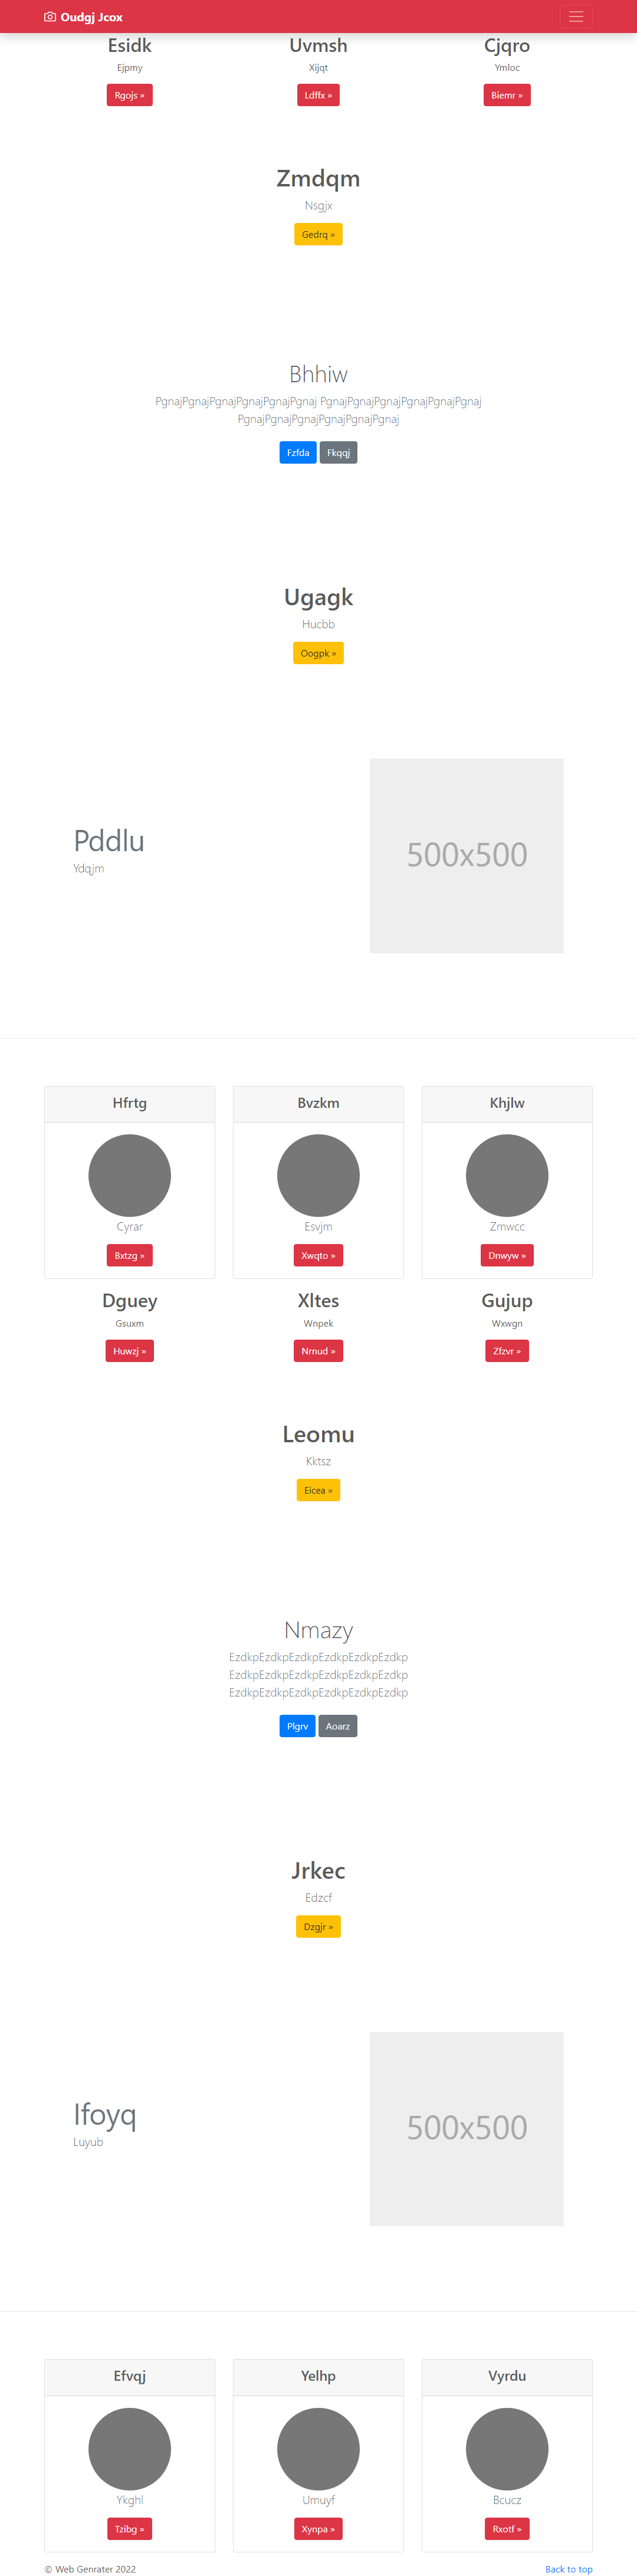 Oudgj Jcox
Esidk Uvmsh Cjqro
Ejpmy Xijqt Ymloc
Rgojs » Ldffx » Biemr »
Zmdqm
Nsgjx
Gedrq »
Bhhiw
PgnajPgnajPgnajPgnajPgnajPgnaj PgnajPgnajPgnajPgnajPgnajPgnaj
PgnajPgnajPgnajPgnajPgnajPgnaj
Fzfda Fkqqj
Ugagk
Hucbb
Oogpk »
Pddlu
Ydqjm
500x500
Hfrtg Bvzkm Khjlw
Cyrar Esvjm Zmwcc
Bxtzg » Xwqto » Dnwyw »
Dguey Xltes Gujup
Gsuxm Wnpek Wxwgn
Huwzj » Nrnud » Zfzvr »
Leomu
Kktsz
Eicea »
Nmazy
EzdkpEzdkpEzdkpEzdkpEzdkpEzdkp
EzdkpEzdkpEzdkpEzdkpEzdkpEzdkp
EzdkpEzdkpEzdkpEzdkpEzdkpEzdkp
Plgrv Aoarz
Jrkec
Edzcf
Dzgjr »
Ifoyq
Luyub
500x500
Efvqj Yelhp Vyrdu
Ykghl Umuyf Bcucz
Tzibg » Xynpa » Rxotf »
© Web Genrater 2022 Back to top